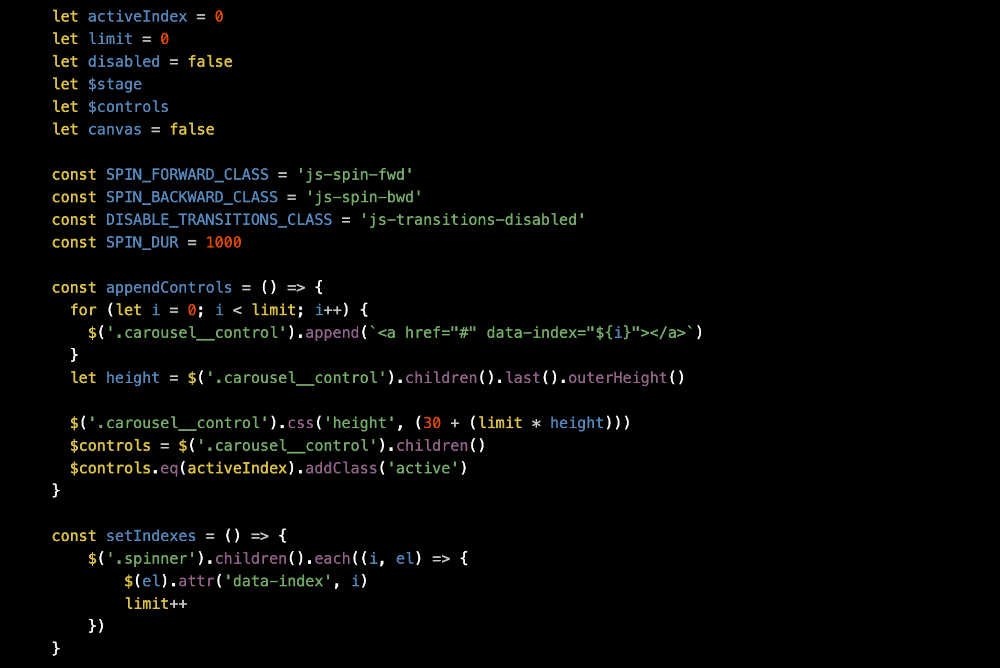 let activeIndex = 0
let limit = 0
let disabled = false
let $stage
let $controls
let canvas = false

const SPIN_FORWARD_CLASS = 'js-spin-fwd'
const SPIN_BACKWARD_CLASS = 'js-spin-bwd'
const DISABLE_TRANSITIONS_CLASS = 'js-transitions-disabled'
const SPIN_DUR = 1000

const appendControls = () => {
  for (let i = 0; i < limit; i++) {
    $('.carousel__control').append(`<a href="#" data-index="${i}"></a>`)
  }
  let height = $('.carousel__control').children().last().outerHeight()

  $('.carousel__control').css('height', (30 + (limit * height)))
  $controls = $('.carousel__control').children()
  $controls.eq(activeIndex).addClass('active')
}

const setIndexes = () => {
    $('.spinner').children().each((i, el) => {
        $(el).attr('data-index', i)
        limit++
    })
}